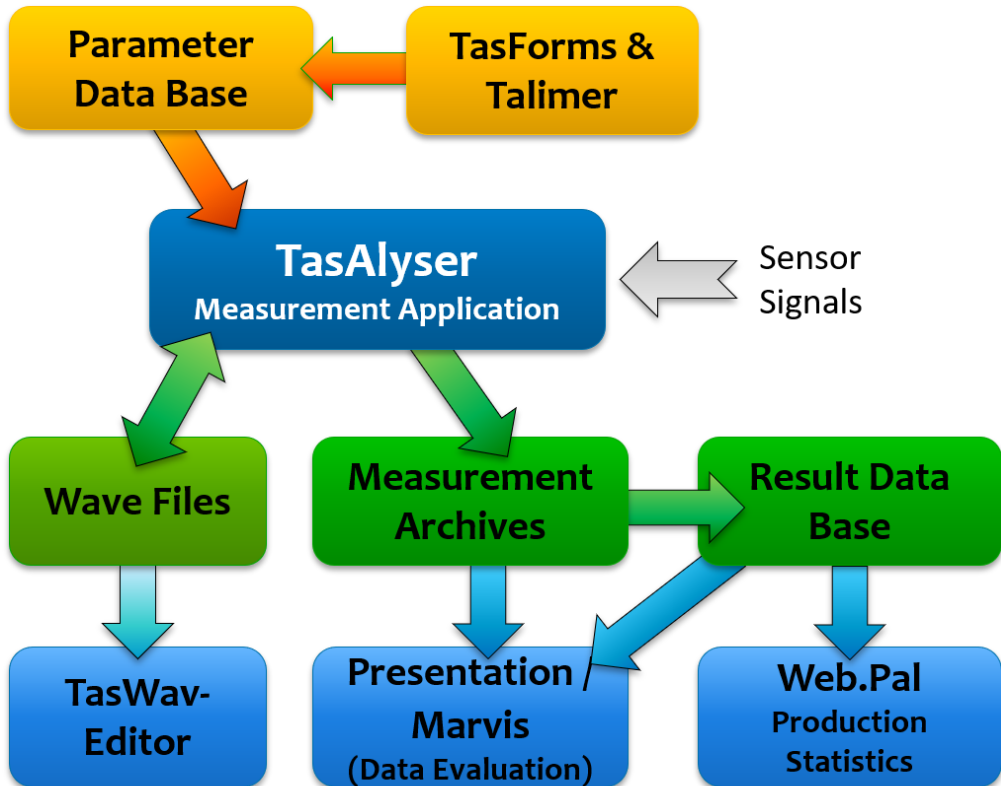 Parameter
Data Base
TasForms &
Talimer
TasAlyser
Measurement Application
Sensor
Signals
Wave Files
Measurement
Archives
Result Data
Base
TasWav-
Editor
Presentation /
Marvis
(Data Evaluation)
Web.Pal
Production
Statistics